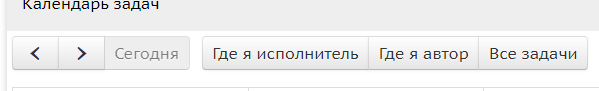 Календарь задач
Сегодня Где я исполнитель Где я автор Все задачи